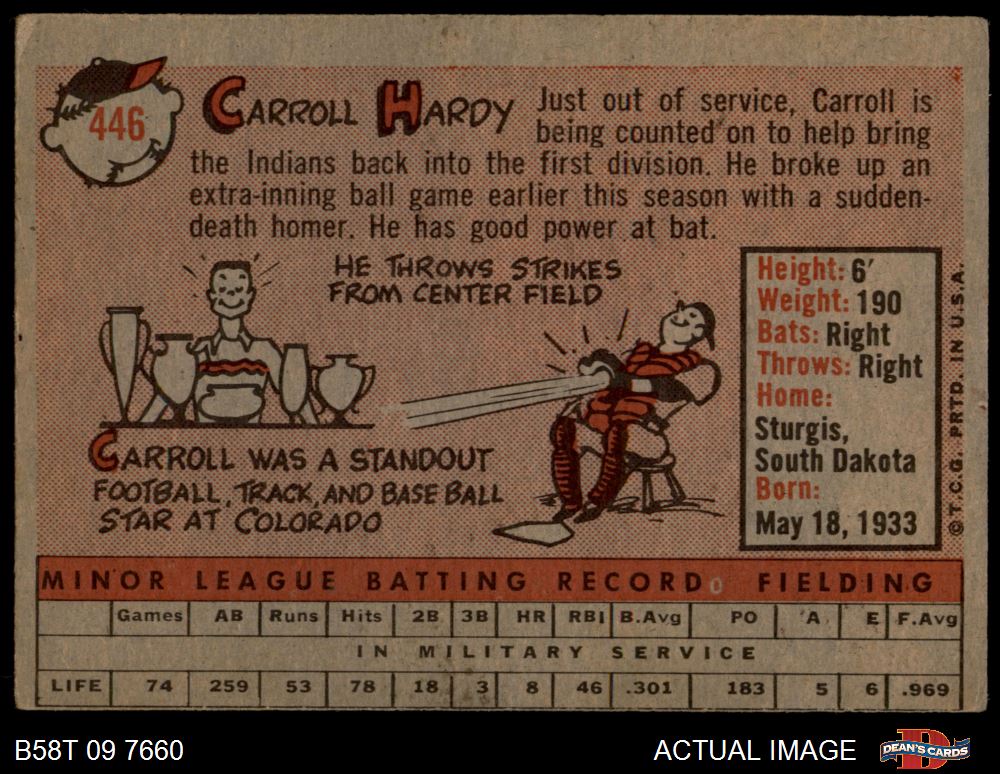 446
CARROLL HARDY
Just out of service, Carroll is
being counted on to help bring
the Indians back into the first division. He broke up an
extra-inning ball game earlier this season with a sudden-
death homer. He has good power at bat.
HE THROWS STRIKES
FROM CENTER FIELD
CARROLL WAS A STANDOUT
FOOTBALL, TRACK, AND BASEBALL
STAR AT COLORADO
Height: 6'
Weight: 190
Bats: Right
Throws: Right
Home:
Sturgis,
South Dakota
Born:
May 18, 1933
©T.C.G. PRTD. IN U.S.A.
MINOR LEAGUE BATTING RECORD FIELDING
Games AB Runs Hits 2B 3B HR RBI B.Avg PO A E F.Avg
IN MILITARY SERVICE
LIFE 74 259 53 78 18 3 8 46 .301 183 5 6 .969
B58T 09 7660 ACTUAL IMAGE DEAN'S CARDS